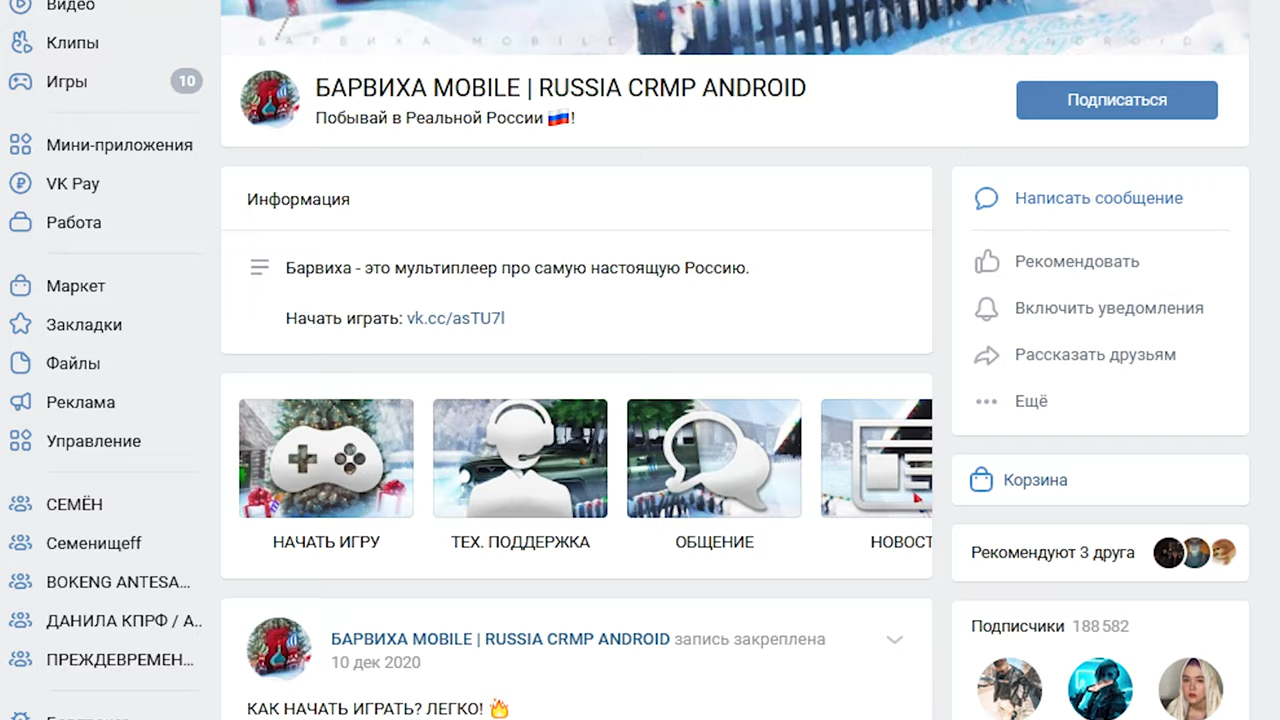 Видео
Клипы
Игры 10
Мини-приложения
VK Pay
Работа
Маркет
Закладки
Файлы
Реклама
Управление
СЕМЁН
Семенищеff
BOKENG ANTESA...
ДАНИЛА КПРФ / А..
ПРЕЖДЕВРЕМЕН...
БАРВИХА MOBILE
БАРВИХА MOBILE | RUSSIA CRMP ANDROID
Побывай в Реальной России 🇷🇺!
Подписаться
Информация
Барвиха - это мультиплеер про самую настоящую Россию.
Начать играть: vk.cc/asTU7l
НАЧАТЬ ИГРУ
ТЕХ. ПОДДЕРЖКА
ОБЩЕНИЕ
НОВОСТ
БАРВИХА MOBILE | RUSSIA CRMP ANDROID запись закреплена
10 дек 2020
КАК НАЧАТЬ ИГРАТЬ? ЛЕГКО! 🔥
Написать сообщение
Рекомендовать
Включить уведомления
Рассказать друзьям
Ещё
Корзина
Рекомендуют 3 друга
Подписчики 188 582